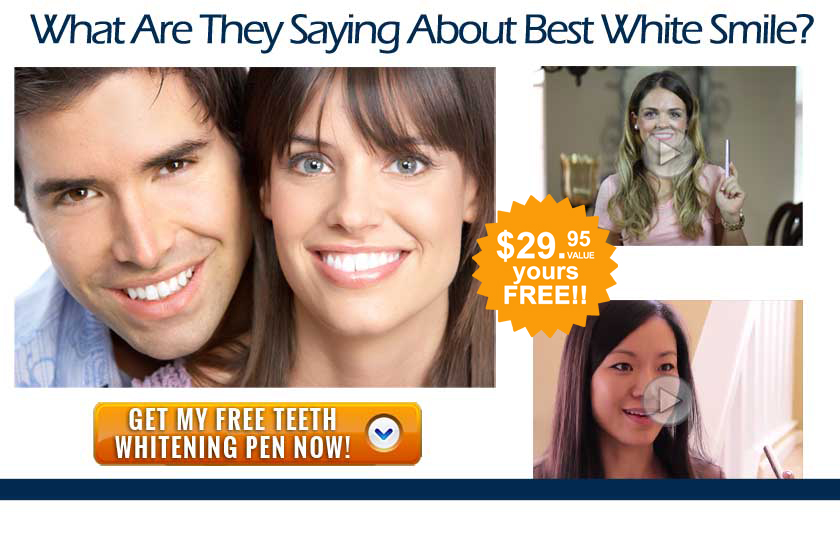 What Are They Saying About Best White Smile?
$29.95
VALUE
yours
FREE!!
GET MY FREE TEETH
WHITENING PEN NOW!